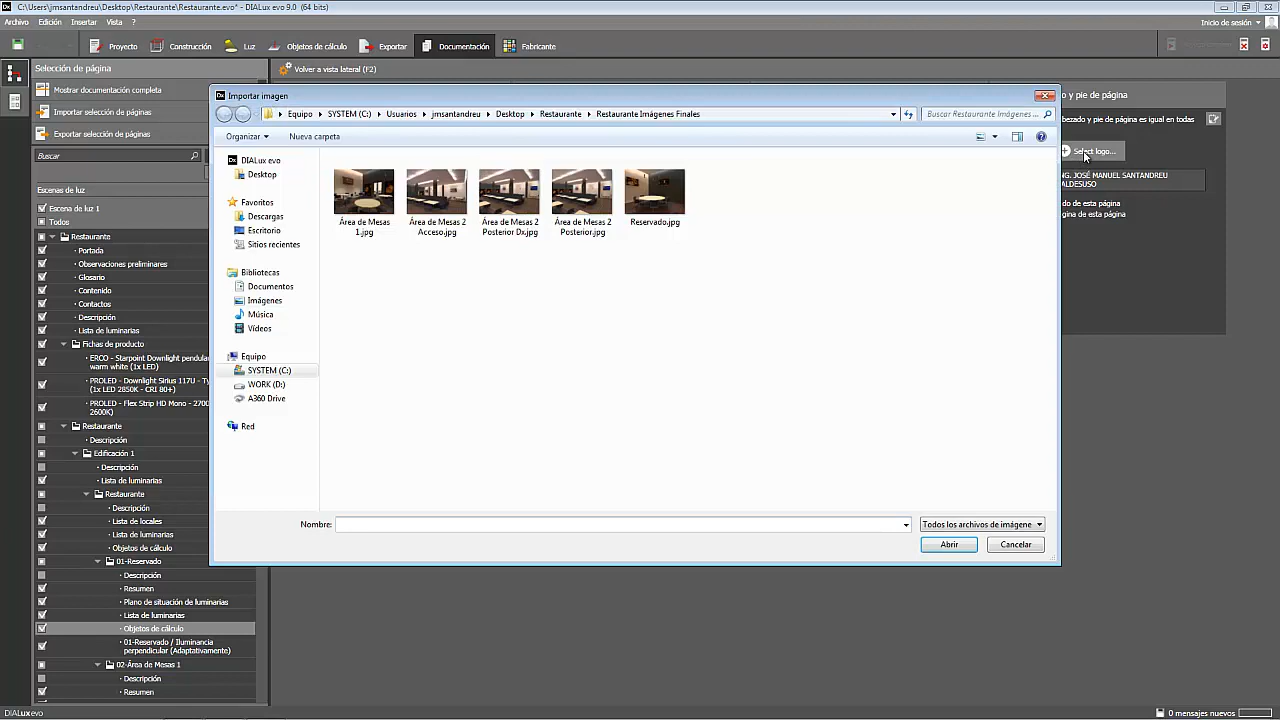 C:\Users\jmsantandreu\Desktop\Restaurante\Restaurante.evo* - DIALux evo 9.0 (64 bits)
Archivo Edición Insertar Vista ?
Inicio de sesión
Proyecto Construcción Luz Objetos de cálculo Exportar Documentación Fabricante
Selección de página
Volver a vista lateral (F2)
Mostrar documentación completa
Importar selección de páginas
Exportar selección de páginas
Buscar
Escenas de luz
Escena de luz 1
Todos
Restaurante
· Portada
· Observaciones preliminares
· Glosario
· Contenido
· Contactos
· Descripción
· Lista de luminarias
Fichas de producto
· ERCO - Starpoint Downlight pendular
warm white (1x LED)
· PROLED - Downlight Sirius 117U - Ty
(1x LED 2850K - CRI 80+)
· PROLED - Flex Strip HD Mono - 2700
2600K)
Restaurante
· Descripción
Edificación 1
· Descripción
· Lista de luminarias
Restaurante
· Descripción
· Lista de locales
· Lista de luminarias
· Objetos de cálculo
01-Reservado
· Descripción
· Resumen
· Plano de situación de luminarias
· Lista de luminarias
· Objetos de cálculo
· 01-Reservado / Iluminancia
perpendicular (Adaptativamente)
02-Área de Mesas 1
· Descripción
· Resumen
Importar imagen
Equipo SYSTEM (C:) Usuarios jmsantandreu Desktop Restaurante Restaurante Imágenes Finales
Buscar Restaurante Imágenes ...
Organizar Nueva carpeta
DIALux evo
Desktop
Favoritos
Descargas
Escritorio
Sitios recientes
Bibliotecas
Documentos
Imágenes
Música
Vídeos
Equipo
SYSTEM (C:)
WORK (D:)
A360 Drive
Red
Área de Mesas
1.jpg
Área de Mesas 2
Acceso.jpg
Área de Mesas 2
Posterior Dx.jpg
Área de Mesas 2
Posterior.jpg
Reservado.jpg
Nombre:
Todos los archivos de imágene
Abrir Cancelar
o y pie de página
bezado y pie de página es igual en todas
Select logo...
NG. JOSÉ MANUEL SANTANDREU
ALDESUSO
do de esta página
gina de esta página
DIALux evo
0 mensajes nuevos